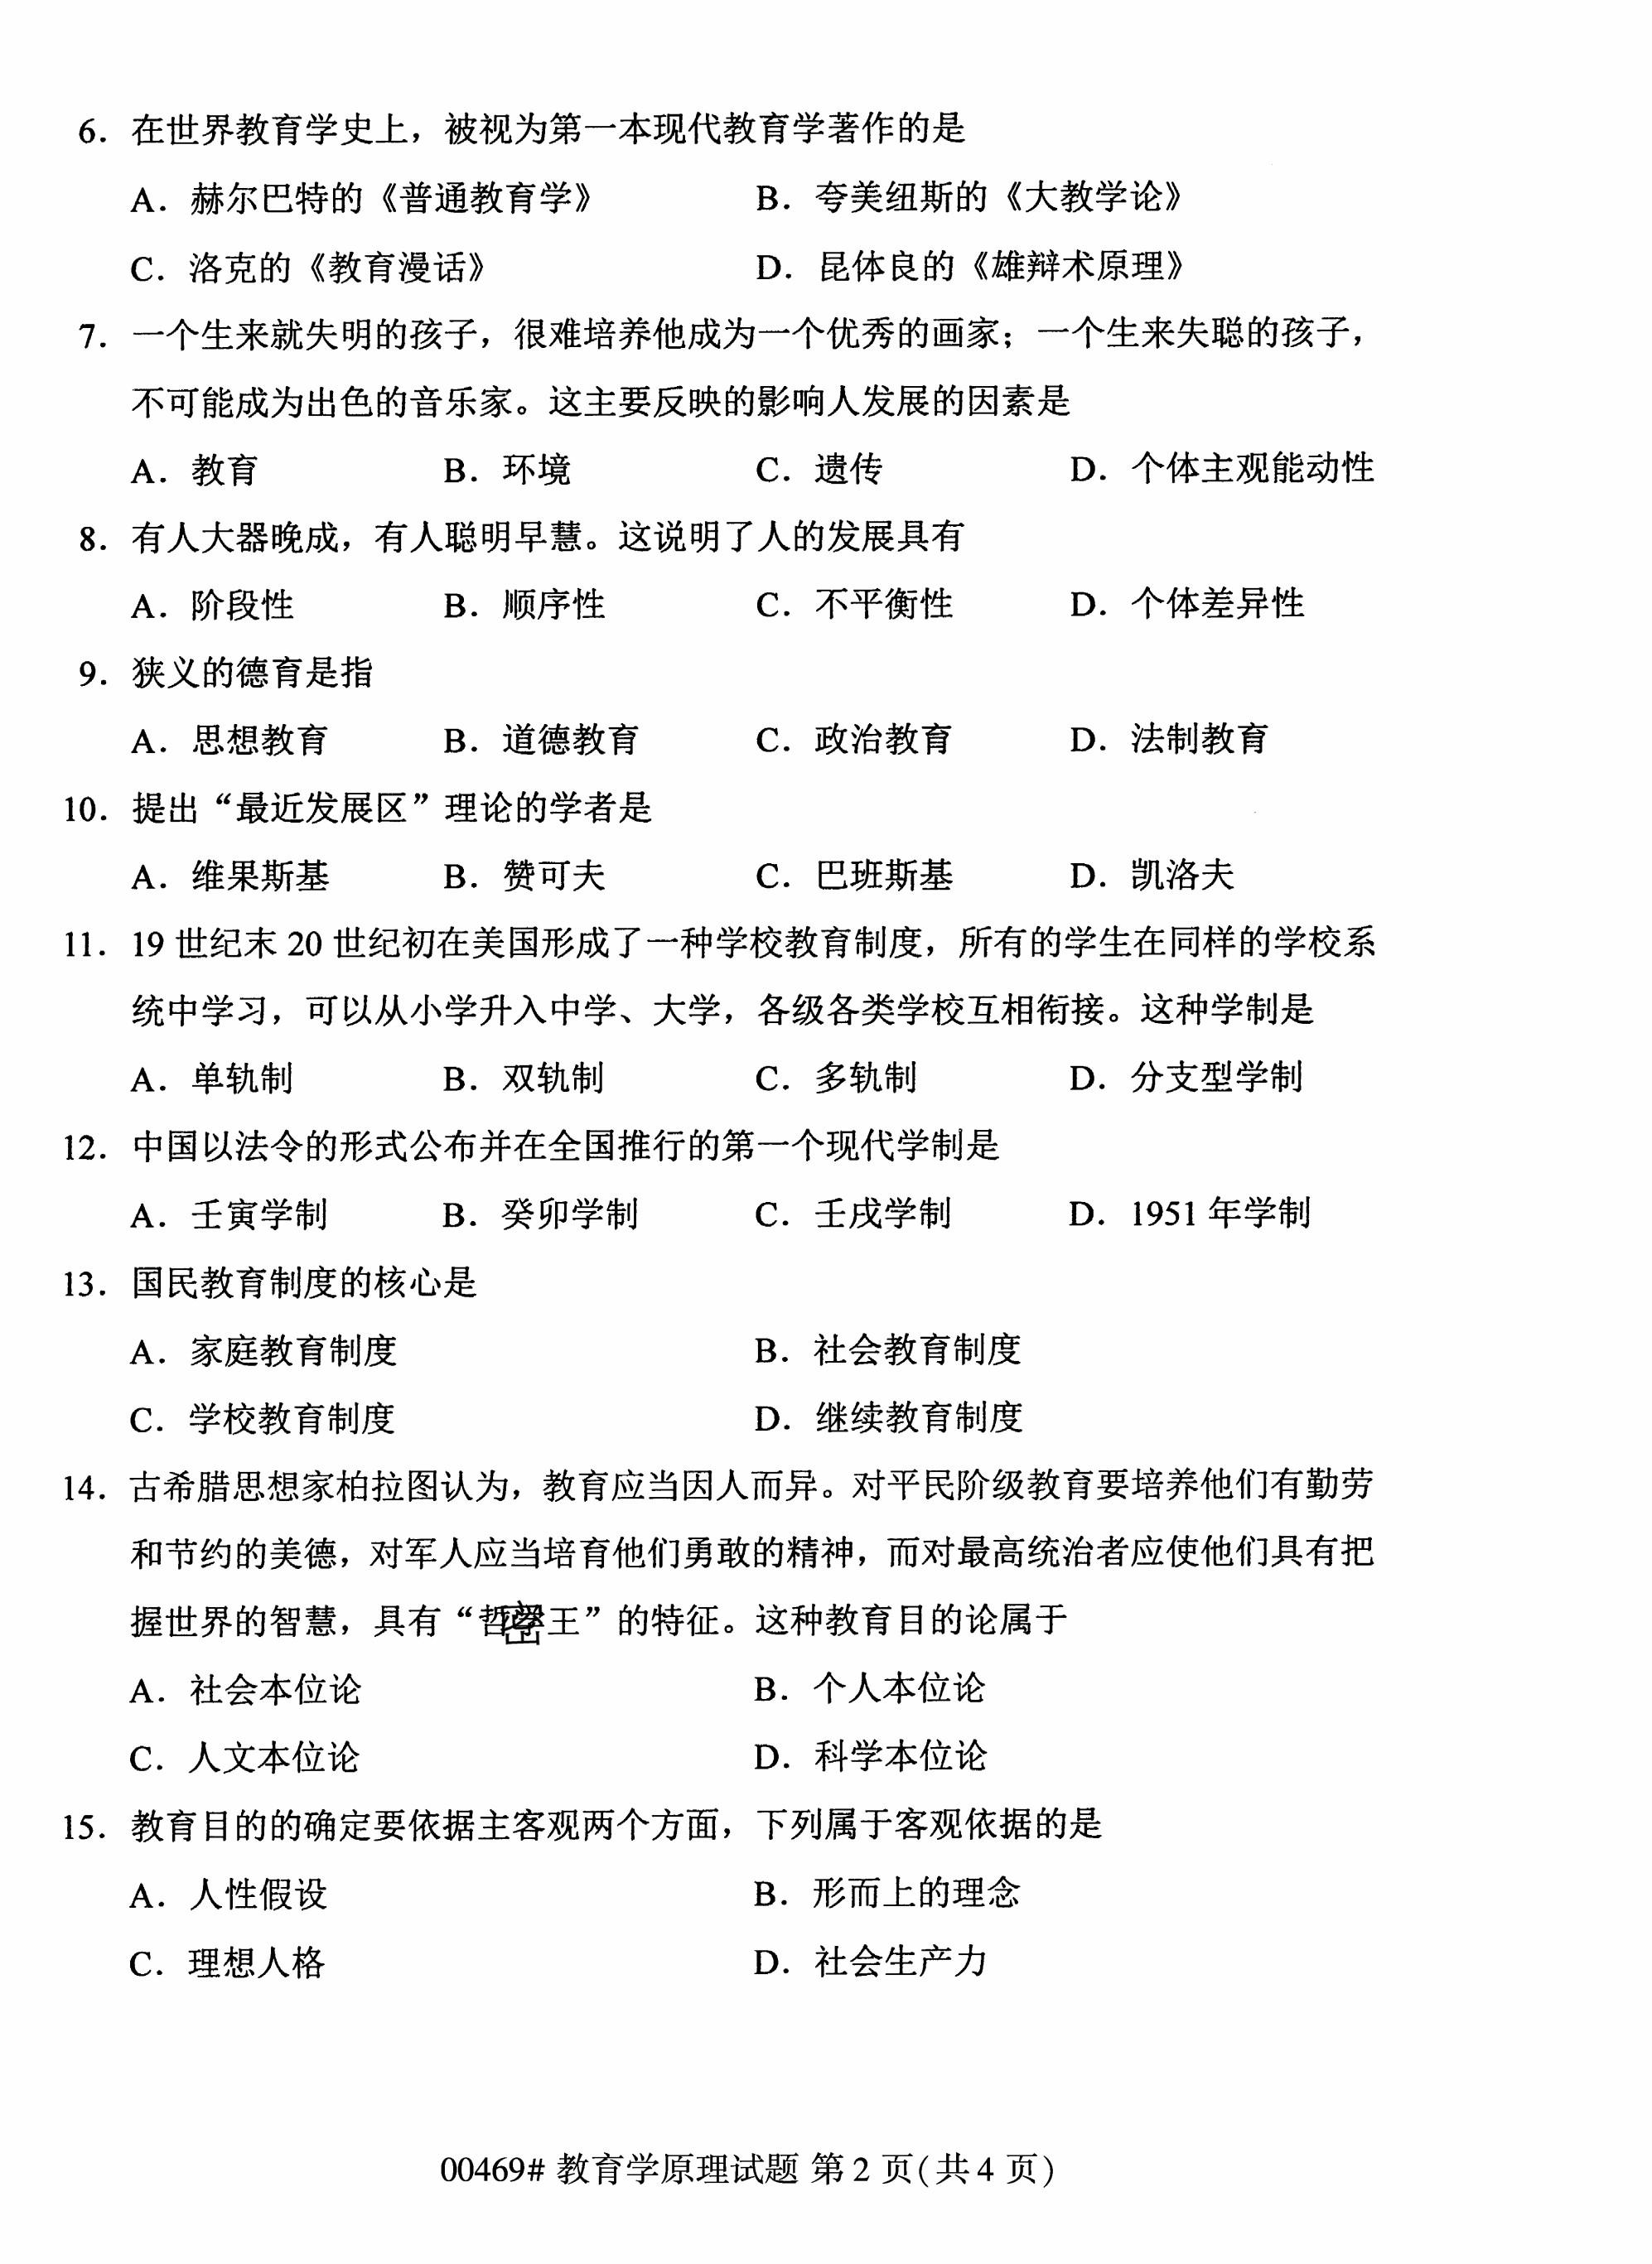 6. 在世界教育学史上，被视为第一本现代教育学著作的是
A. 赫尔巴特的《普通教育学》 B. 夸美纽斯的《大教学论》
C. 洛克的《教育漫话》 D. 昆体良的《雄辩术原理》
7. 一个生来就失明的孩子，很难培养他成为一个优秀的画家；一个生来失聪的孩子，
不可能成为出色的音乐家。这主要反映的影响人发展的因素是
A. 教育 B. 环境 C. 遗传 D. 个体主观能动性
8. 有人大器晚成，有人聪明早慧。这说明了人的发展具有
A. 阶段性 B. 顺序性 C. 不平衡性 D. 个体差异性
9. 狭义的德育是指
A. 思想教育 B. 道德教育 C. 政治教育 D. 法制教育
10. 提出“最近发展区”理论的学者是
A. 维果斯基 B. 赞可夫 C. 巴班斯基 D. 凯洛夫
11. 19 世纪末 20 世纪初在美国形成了一种学校教育制度，所有的学生在同样的学校系
统中学习，可以从小学升入中学、大学，各级各类学校互相衔接。这种学制是
A. 单轨制 B. 双轨制 C. 多轨制 D. 分支型学制
12. 中国以法令的形式公布并在全国推行的第一个现代学制是
A. 壬寅学制 B. 癸卯学制 C. 壬戌学制 D. 1951 年学制
13. 国民教育制度的核心是
A. 家庭教育制度 B. 社会教育制度
C. 学校教育制度 D. 继续教育制度
14. 古希腊思想家柏拉图认为，教育应当因人而异。对平民阶级教育要培养他们有勤劳
和节约的美德，对军人应当培育他们勇敢的精神，而对最高统治者应使他们具有把
握世界的智慧，具有“哲学王”的特征。这种教育目的论属于
密
A. 社会本位论 B. 个人本位论
C. 人文本位论 D. 科学本位论
15. 教育目的的确定要依据主客观两个方面，下列属于客观依据的是
A. 人性假设 B. 形而上的理念
C. 理想人格 D. 社会生产力
00469# 教育学原理试题 第 2 页(共 4 页)